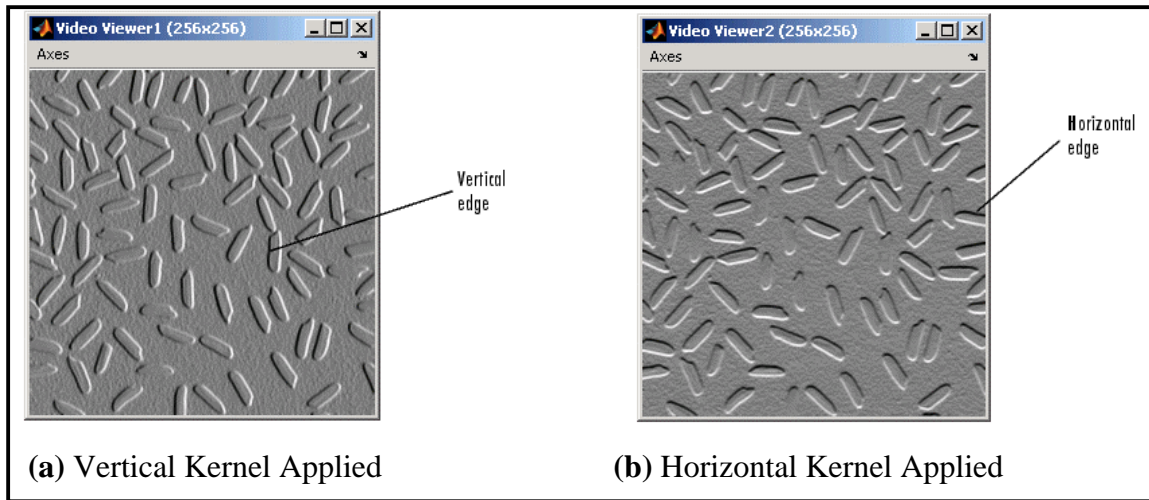 Video Viewer1 (256x256)
Axes
Vertical
edge
(a) Vertical Kernel Applied
Video Viewer2 (256x256)
Axes
Horizontal
edge
(b) Horizontal Kernel Applied